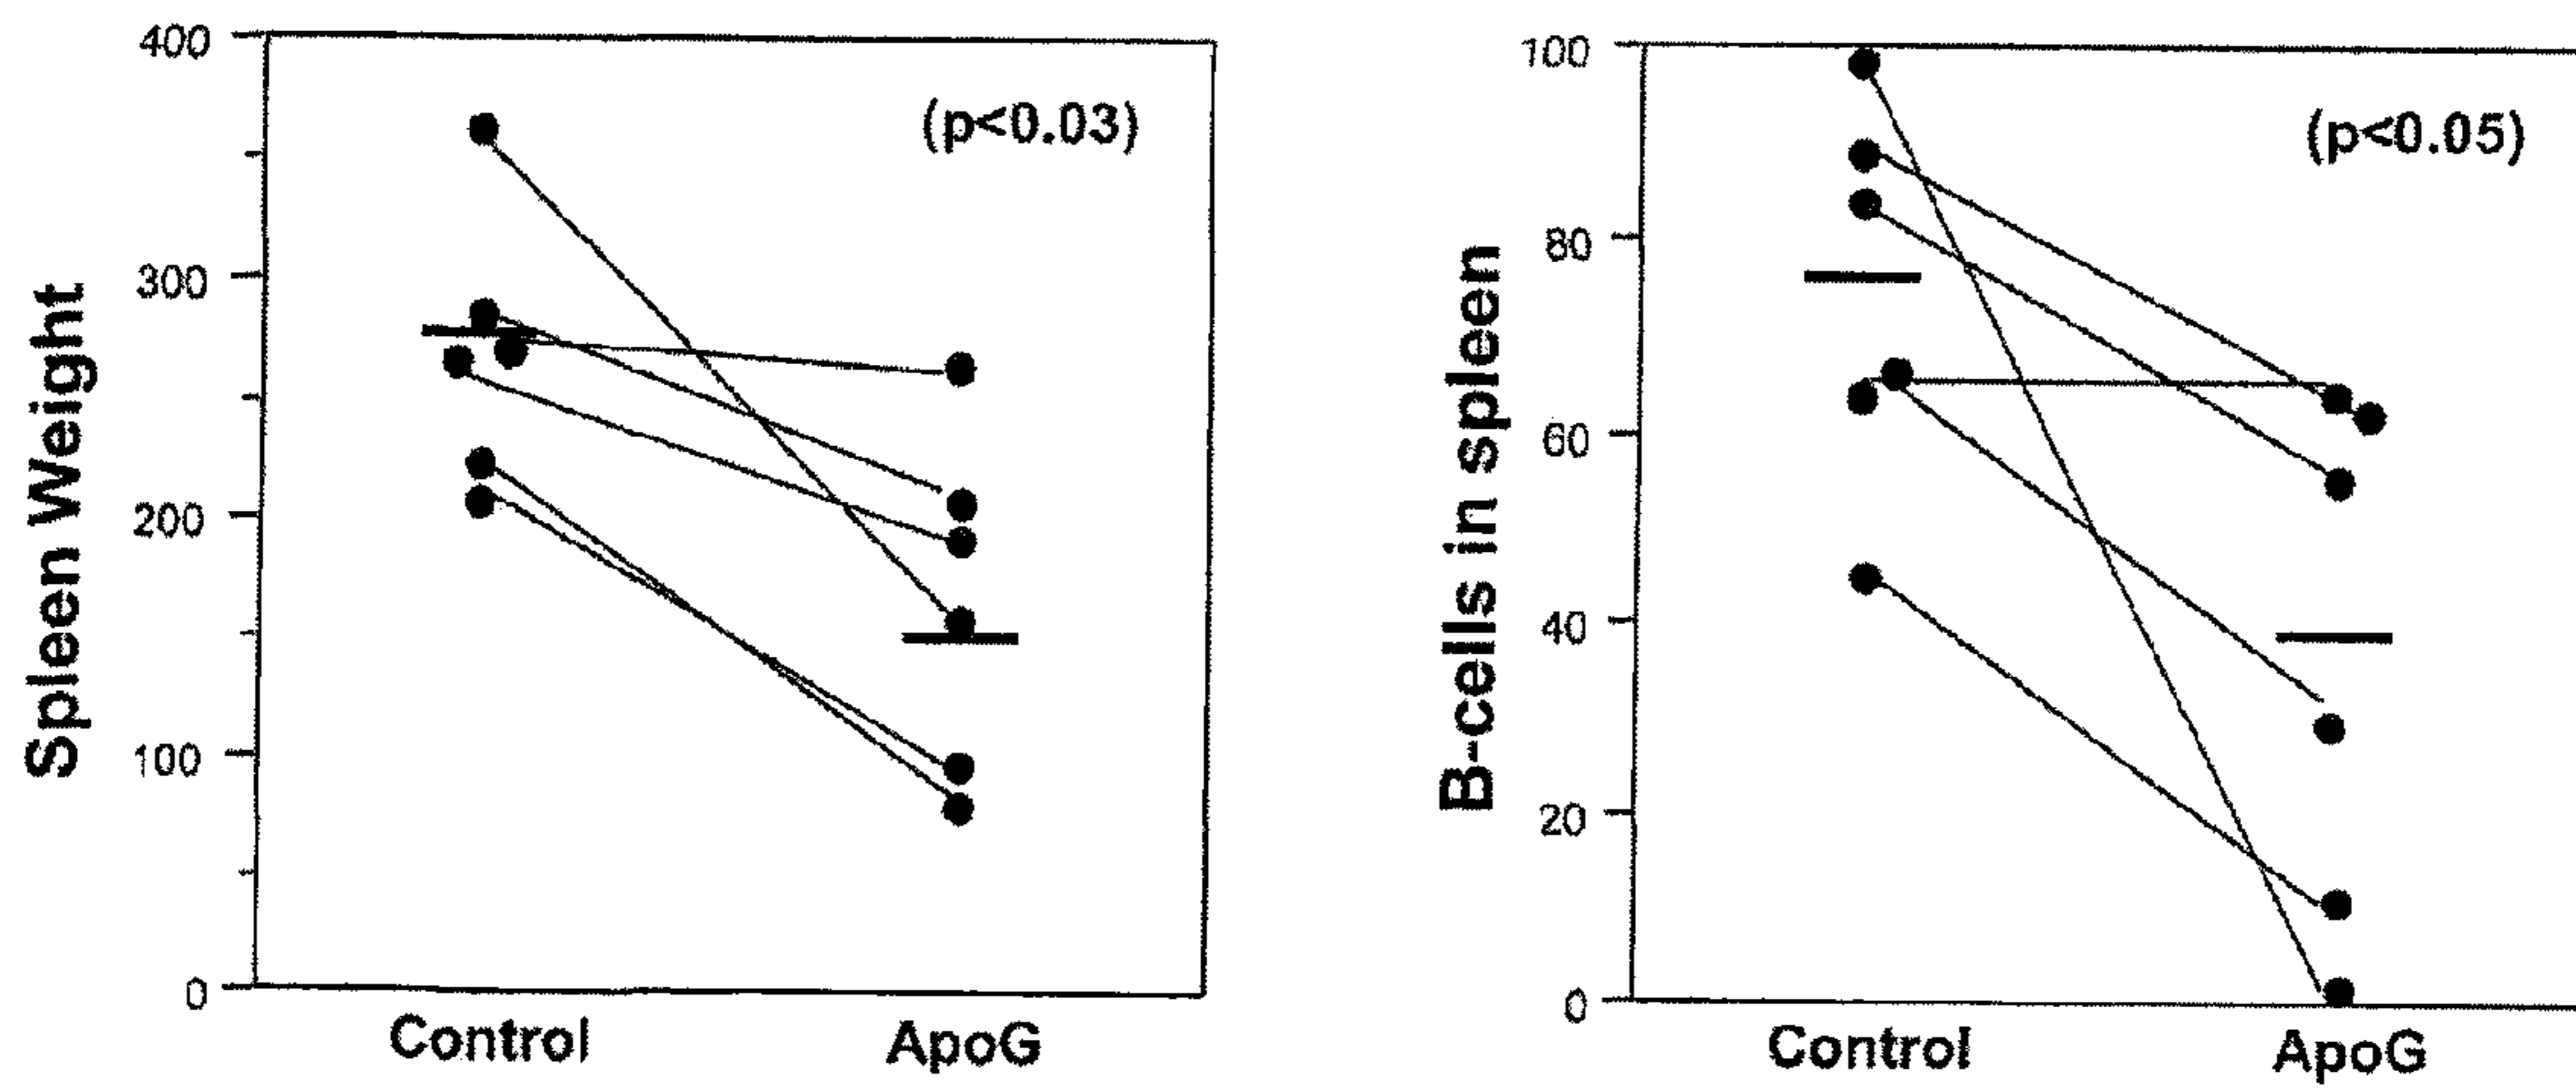 Spleen Weight
400
300
200
100
0
(p<0.03)
Control
ApoG
B-cells in spleen
100
80
60
40
20
0
(p<0.05)
Control
ApoG